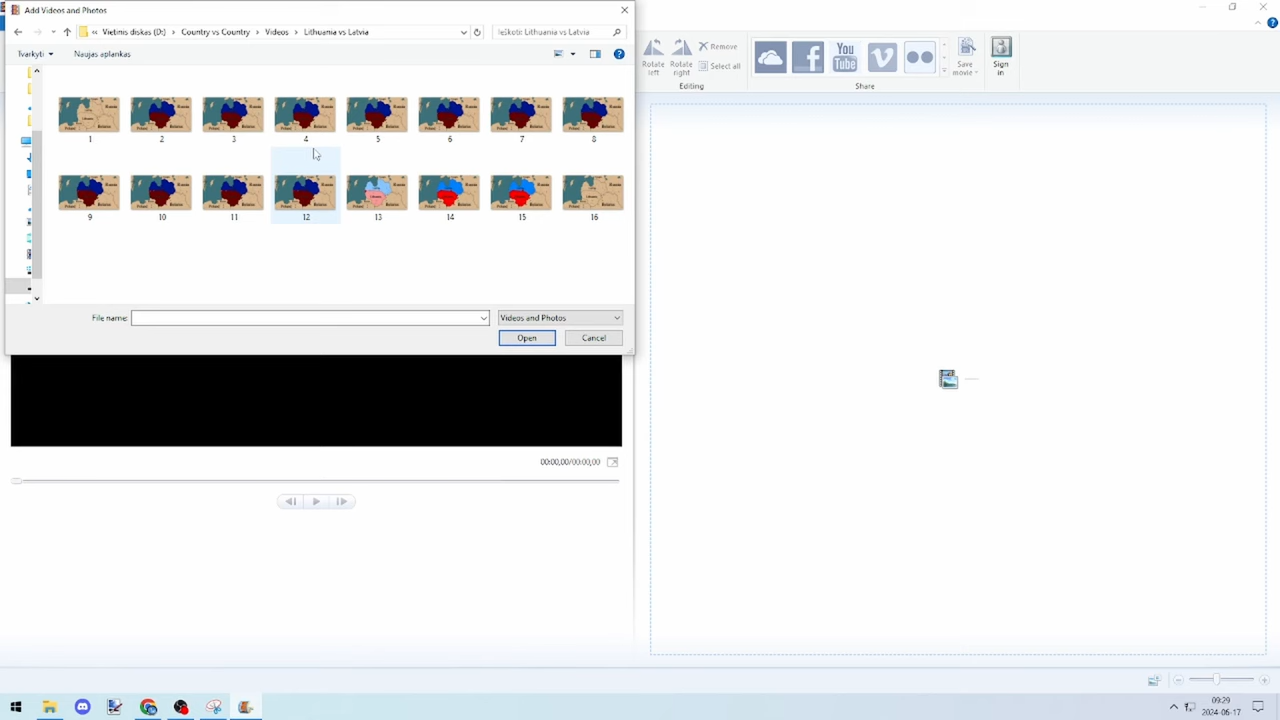 Add Videos and Photos
« Vietinis diskas (D:) > Country vs Country > Videos > Lithuania vs Latvia
Ieškoti: Lithuania vs Latvia
Tvarkyti
Naujas aplankas
1
2
3
4
5
6
7
8
9
10
11
12
13
14
15
16
File name:
Videos and Photos
Open
Cancel
Rotate left
Rotate right
Remove
Select all
Editing
You Tube
Share
Save movie
Sign in
00:00,00/00:00,00
09:29
2024-06-17